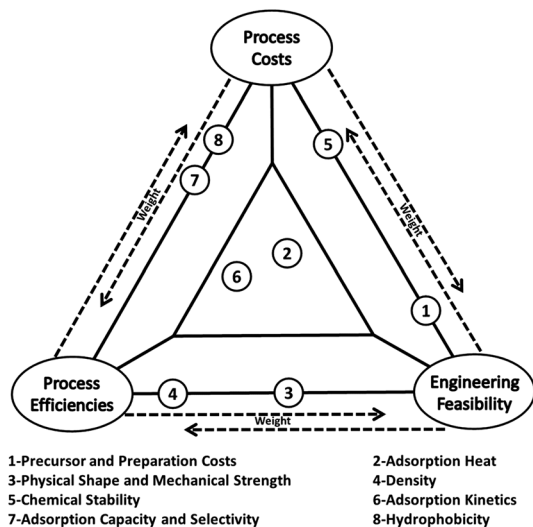 Process
Costs
8
5
7
Weight
Weight
2
6
1
Process
Efficiencies
4
3
Engineering
Feasibility
Weight
1-Precursor and Preparation Costs
2-Adsorption Heat
3-Physical Shape and Mechanical Strength
4-Density
5-Chemical Stability
6-Adsorption Kinetics
7-Adsorption Capacity and Selectivity
8-Hydrophobicity